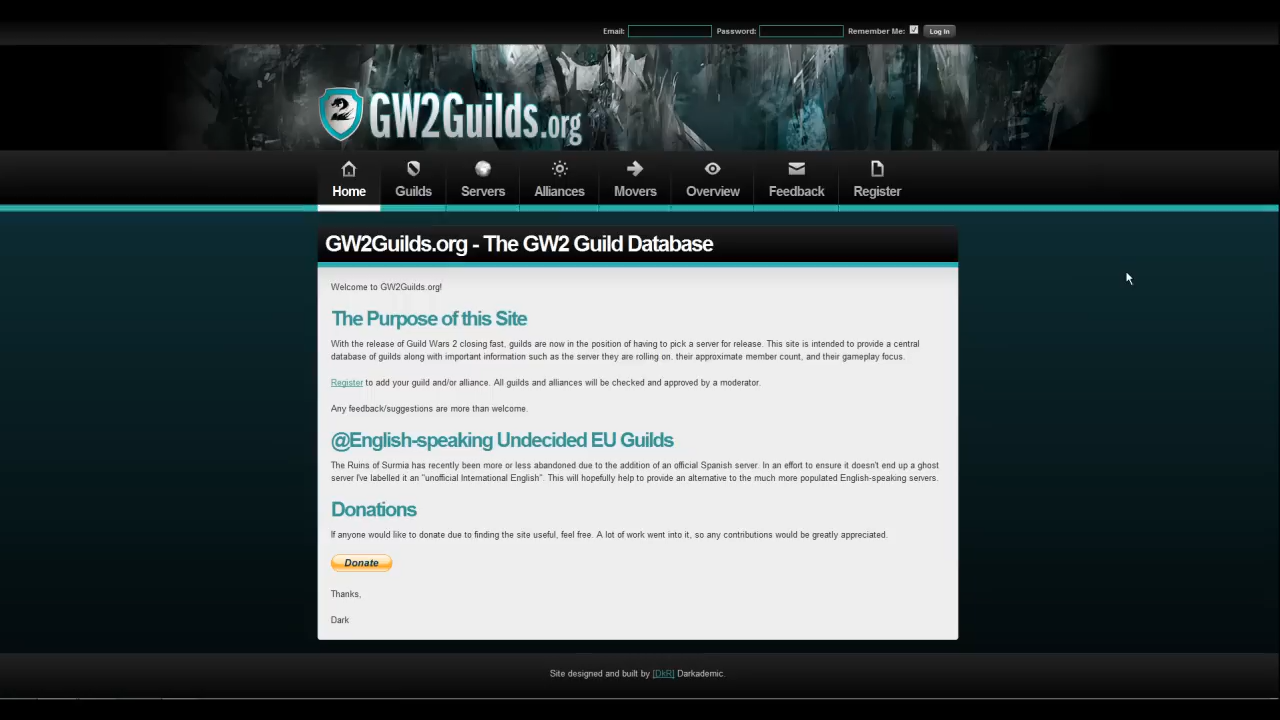 Email: Password: Remember Me: Log In
2 GW2Guilds.org
Home Guilds Servers Alliances Movers Overview Feedback Register
GW2Guilds.org - The GW2 Guild Database
Welcome to GW2Guilds.org!
The Purpose of this Site
With the release of Guild Wars 2 closing fast, guilds are now in the position of having to pick a server for release. This site is intended to provide a central
database of guilds along with important information such as the server they are rolling on, their approximate member count, and their gameplay focus.
Register to add your guild and/or alliance. All guilds and alliances will be checked and approved by a moderator.
Any feedback/suggestions are more than welcome.
@English-speaking Undecided EU Guilds
The Ruins of Surmia has recently been more or less abandoned due to the addition of an official Spanish server. In an effort to ensure it doesn't end up a ghost
server I've labelled it an "unofficial International English". This will hopefully help to provide an alternative to the much more populated English-speaking servers.
Donations
If anyone would like to donate due to finding the site useful, feel free. A lot of work went into it, so any contributions would be greatly appreciated.
Donate
Thanks,
Dark
Site designed and built by [DkR] Darkademic.